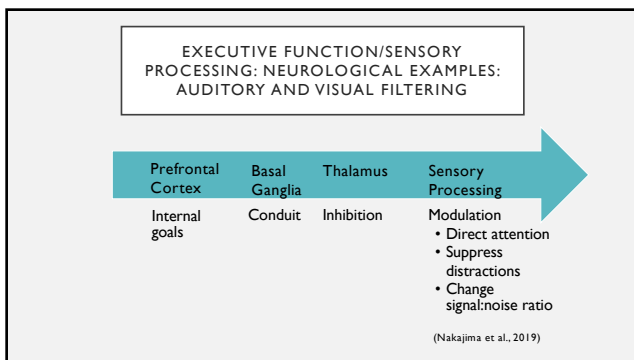 EXECUTIVE FUNCTION/SENSORY
PROCESSING: NEUROLOGICAL EXAMPLES:
AUDITORY AND VISUAL FILTERING
Prefrontal Cortex
Internal goals
Basal Ganglia
Conduit
Thalamus
Inhibition
Sensory Processing
Modulation
• Direct attention
• Suppress
distractions
• Change
signal:noise ratio
(Nakajima et al., 2019)